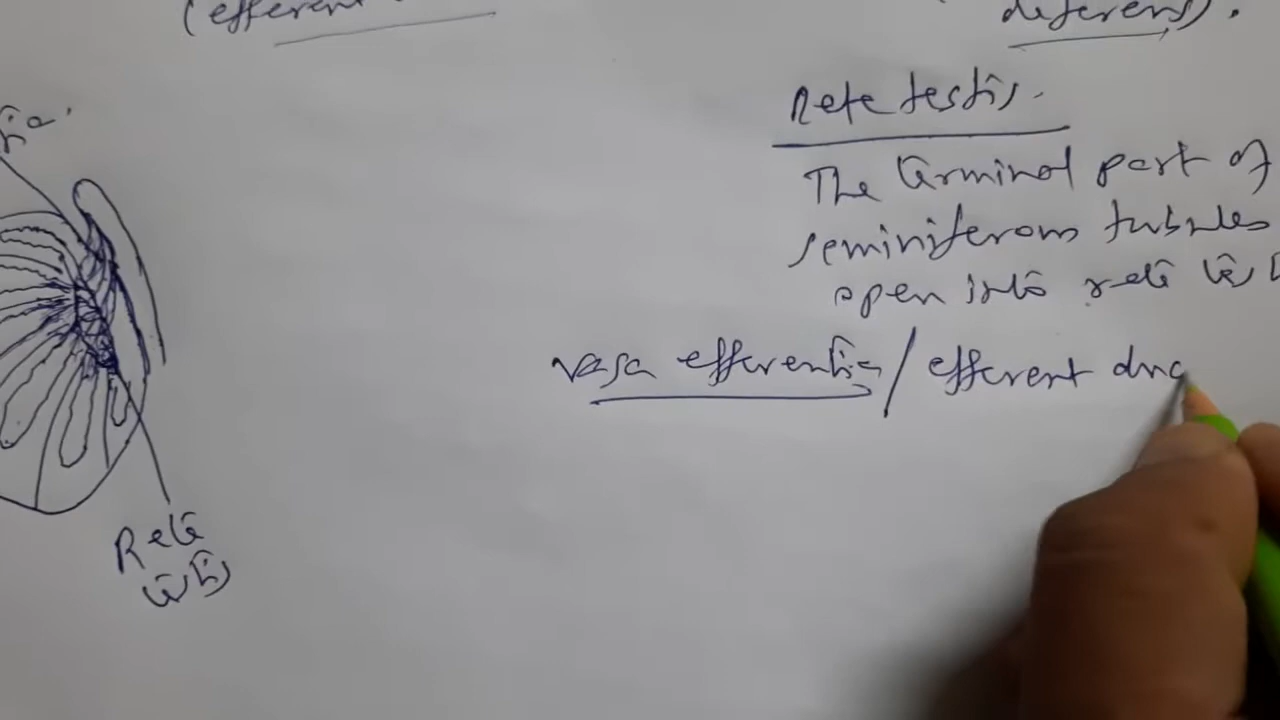 (efferent
deferens).
Rete testis.
The terminal part of
seminiferous tubules
open into rete testis
vasa efferentia / efferent duc
Rete
testis